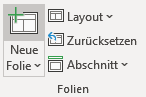 Neue
Folie
Layout
Zurücksetzen
Abschnitt
Folien